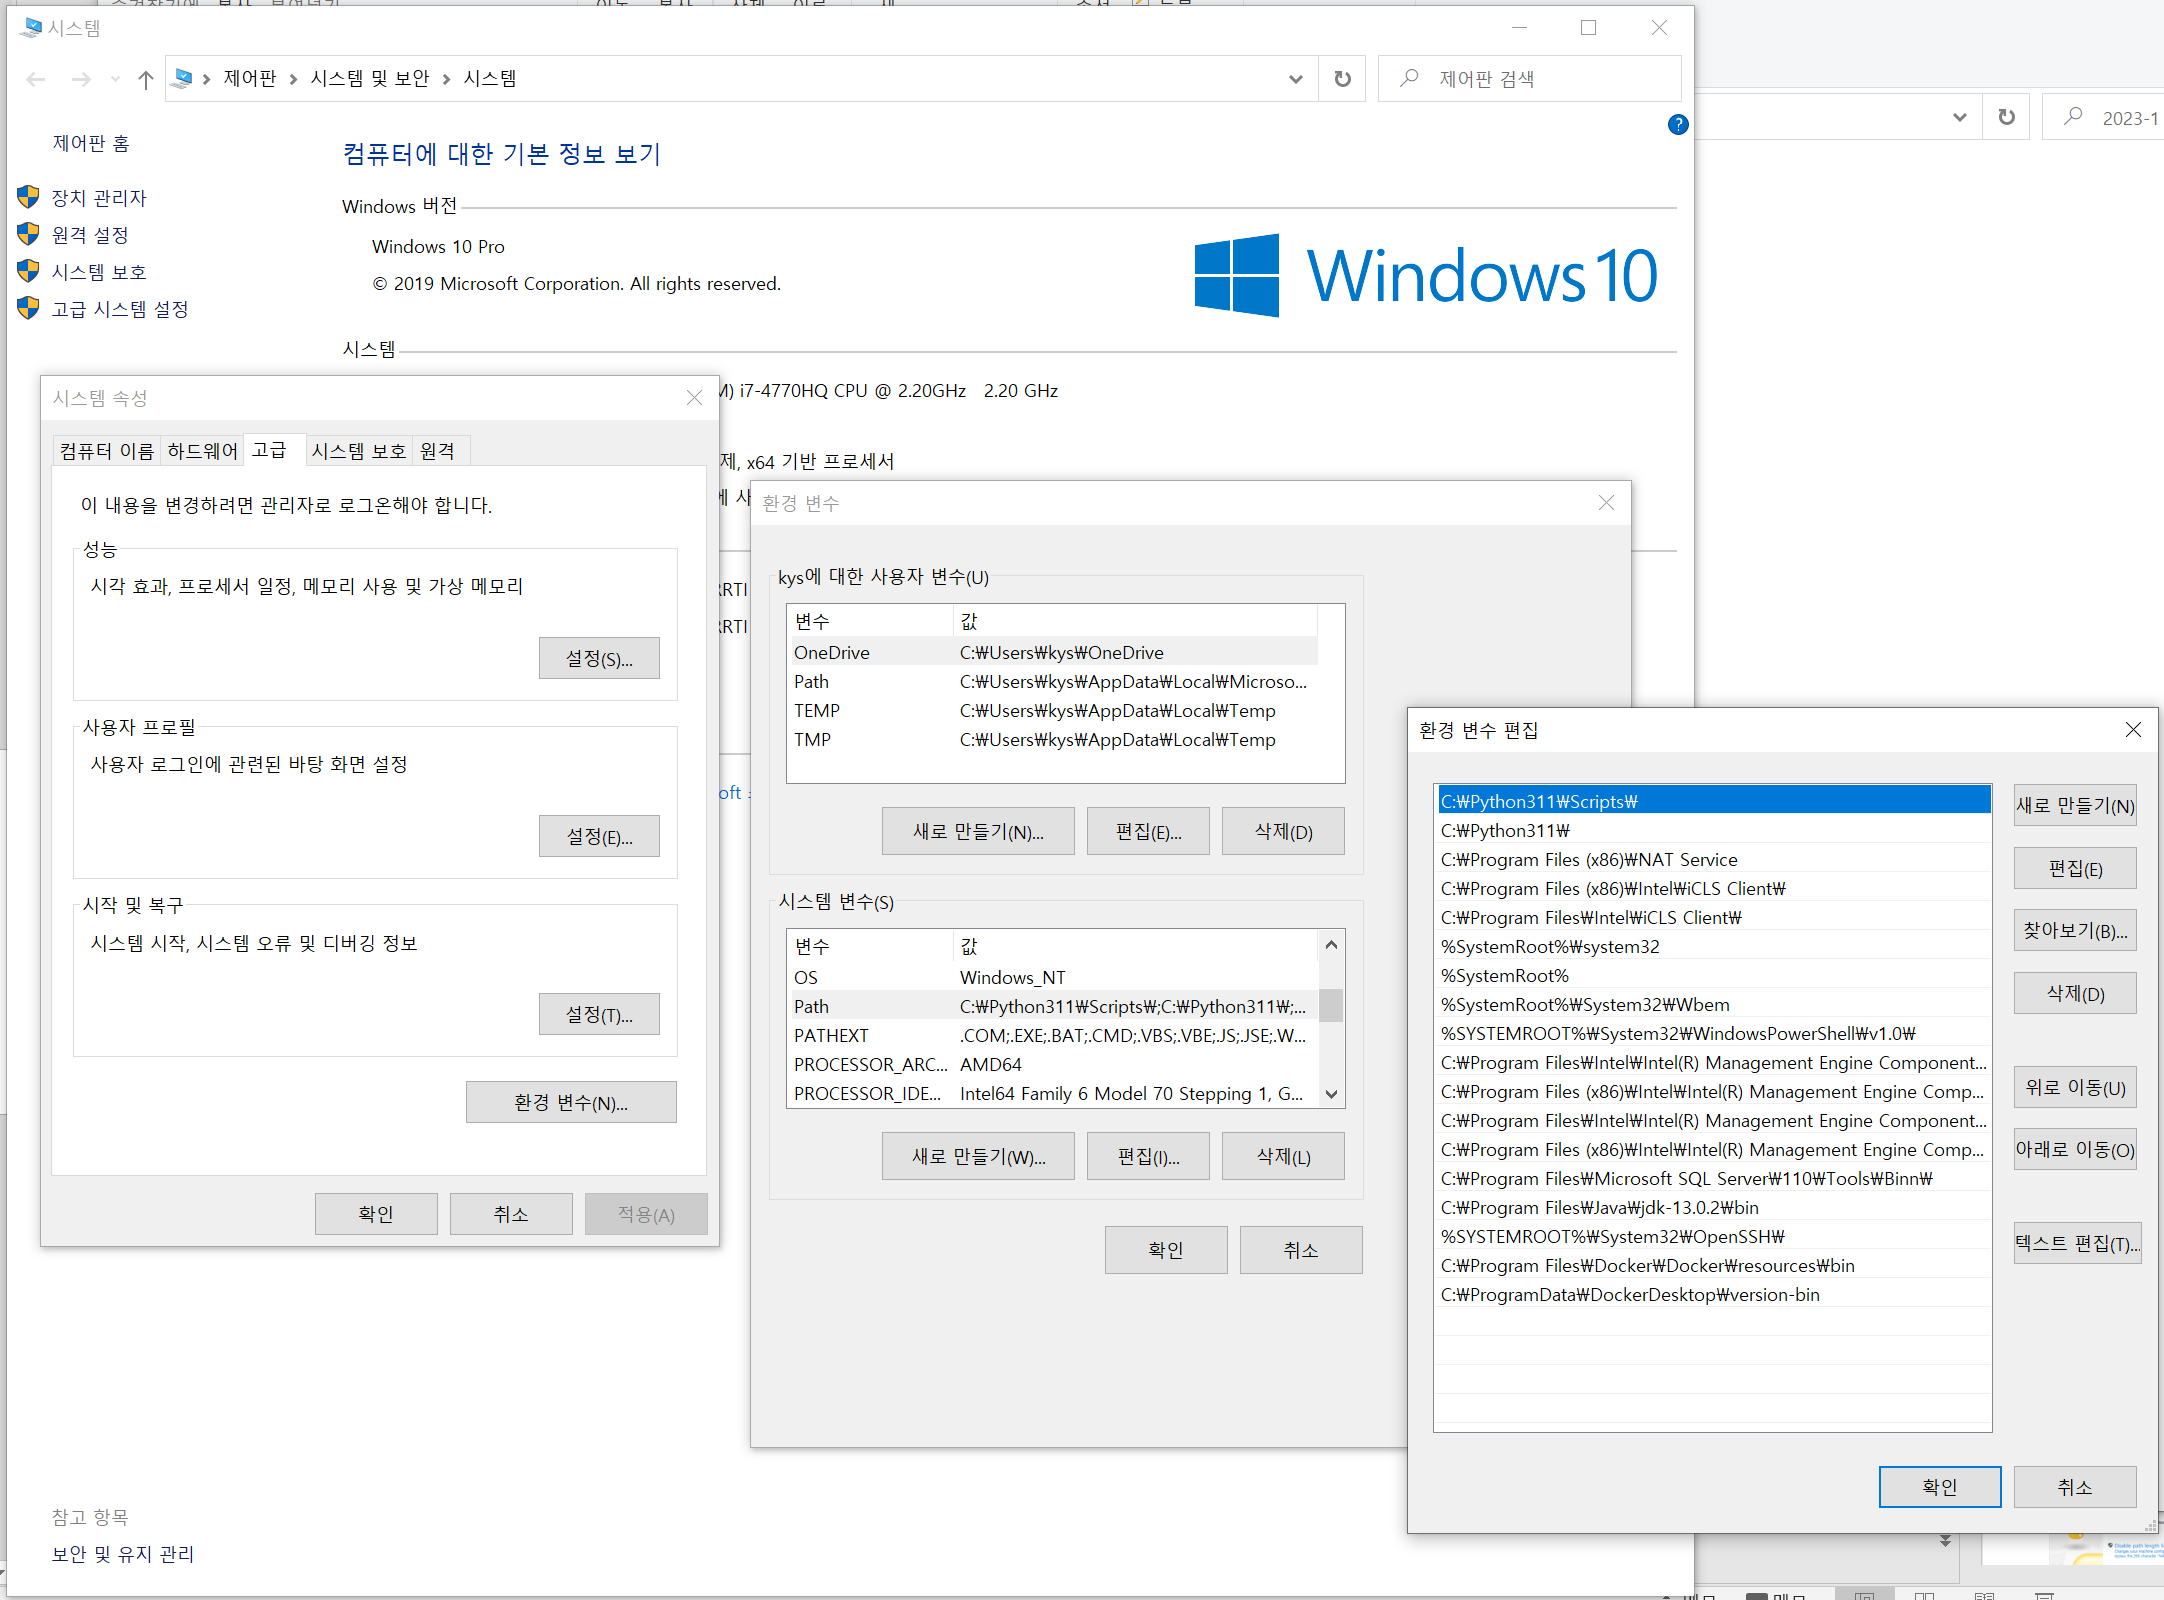 시스템
제어판
시스템 및 보안
시스템
제어판 검색
2023-1
제어판 홈
장치 관리자
원격 설정
시스템 보호
고급 시스템 설정
컴퓨터에 대한 기본 정보 보기
Windows 버전
Windows 10 Pro
© 2019 Microsoft Corporation. All rights reserved.
Windows 10
시스템
i7-4770HQ CPU @ 2.20GHz 2.20 GHz
x64 기반 프로세서
시스템 속성
컴퓨터 이름
하드웨어
고급
시스템 보호
원격
이 내용을 변경하려면 관리자로 로그온해야 합니다.
성능
시각 효과, 프로세서 일정, 메모리 사용 및 가상 메모리
설정(S)...
사용자 프로필
사용자 로그인에 관련된 바탕 화면 설정
설정(E)...
시작 및 복구
시스템 시작, 시스템 오류 및 디버깅 정보
설정(T)...
환경 변수(N)...
확인
취소
적용(A)
참고 항목
보안 및 유지 관리
환경 변수
kys에 대한 사용자 변수(U)
변수 값
OneDrive C:₩Users₩kys₩OneDrive
Path C:₩Users₩kys₩AppData₩Local₩Microso...
TEMP C:₩Users₩kys₩AppData₩Local₩Temp
TMP C:₩Users₩kys₩AppData₩Local₩Temp
새로 만들기(N)...
편집(E)...
삭제(D)
시스템 변수(S)
변수 값
OS Windows_NT
Path C:₩Python311₩Scripts₩;C:₩Python311₩;...
PATHEXT .COM;.EXE;.BAT;.CMD;.VBS;.VBE;.JS;.JSE;.W...
PROCESSOR_ARC... AMD64
PROCESSOR_IDE... Intel64 Family 6 Model 70 Stepping 1, G...
새로 만들기(W)...
편집(I)...
삭제(L)
확인
취소
환경 변수 편집
C:₩Python311₩Scripts₩
C:₩Python311₩
C:₩Program Files (x86)₩NAT Service
C:₩Program Files (x86)₩Intel₩iCLS Client₩
C:₩Program Files₩Intel₩iCLS Client₩
%SystemRoot%₩system32
%SystemRoot%
%SystemRoot%₩System32₩Wbem
%SYSTEMROOT%₩System32₩WindowsPowerShell₩v1.0₩
C:₩Program Files₩Intel₩Intel(R) Management Engine Component...
C:₩Program Files (x86)₩Intel₩Intel(R) Management Engine Comp...
C:₩Program Files₩Intel₩Intel(R) Management Engine Component...
C:₩Program Files (x86)₩Intel₩Intel(R) Management Engine Comp...
C:₩Program Files₩Microsoft SQL Server₩110₩Tools₩Binn₩
C:₩Program Files₩Java₩jdk-13.0.2₩bin
%SYSTEMROOT%₩System32₩OpenSSH₩
C:₩Program Files₩Docker₩Docker₩resources₩bin
C:₩ProgramData₩DockerDesktop₩version-bin
새로 만들기(N)
편집(E)
찾아보기(B)...
삭제(D)
위로 이동(U)
아래로 이동(O)
텍스트 편집(T)...
확인
취소